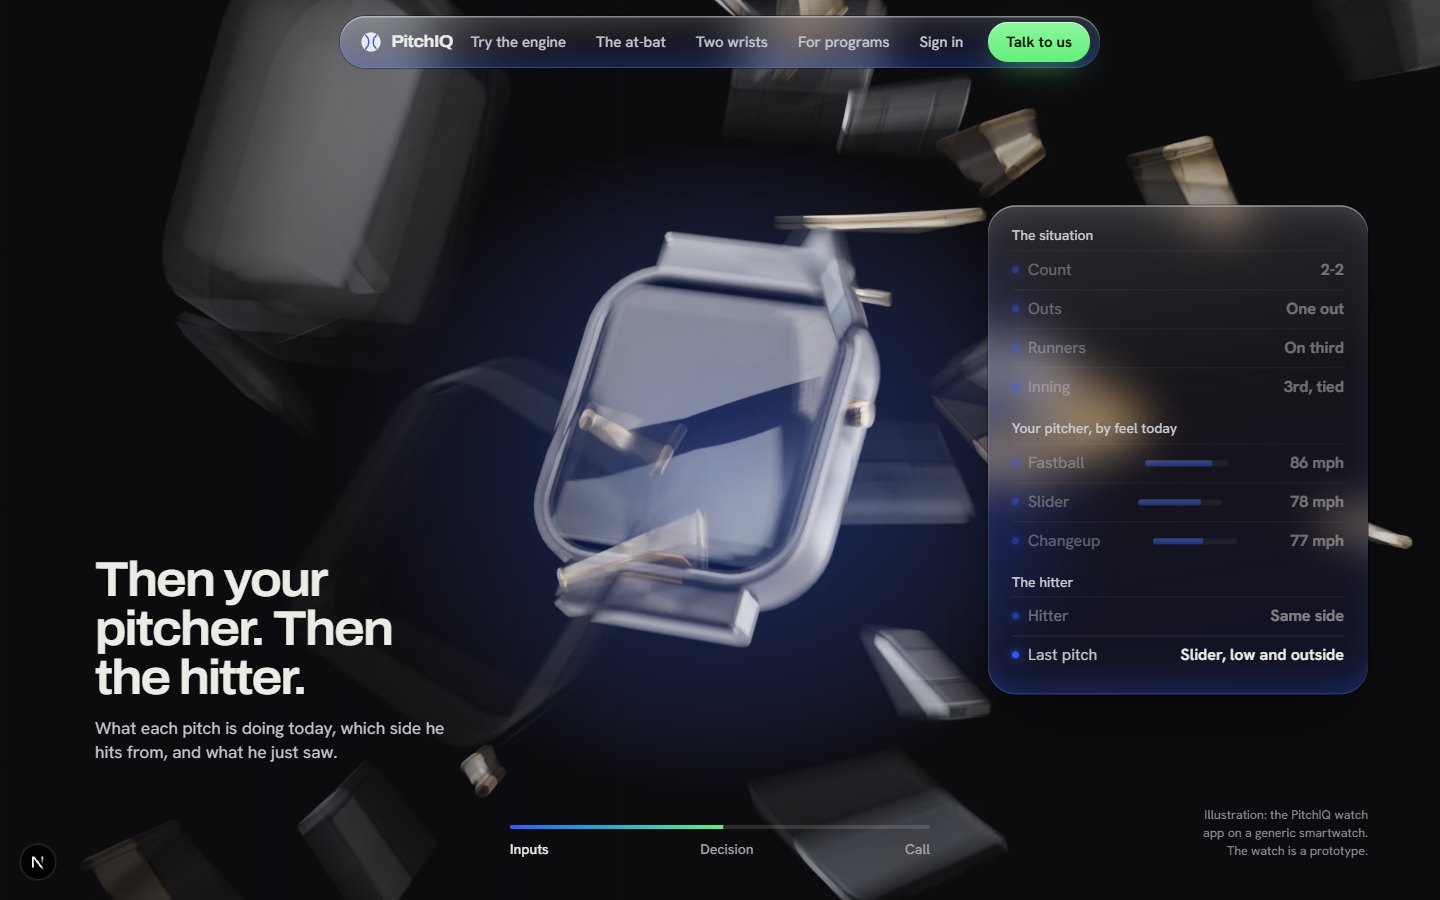 PitchIQ Try the engine The at-bat Two wrists For programs Sign in Talk to us
The situation
Count 2-2
Outs One out
Runners On third
Inning 3rd, tied
Your pitcher, by feel today
Fastball 86 mph
Slider 78 mph
Changeup 77 mph
The hitter
Hitter Same side
Last pitch Slider, low and outside
Then your
pitcher. Then
the hitter.
What each pitch is doing today, which side he
hits from, and what he just saw.
Inputs Decision Call
Illustration: the PitchIQ watch
app on a generic smartwatch.
The watch is a prototype.
N